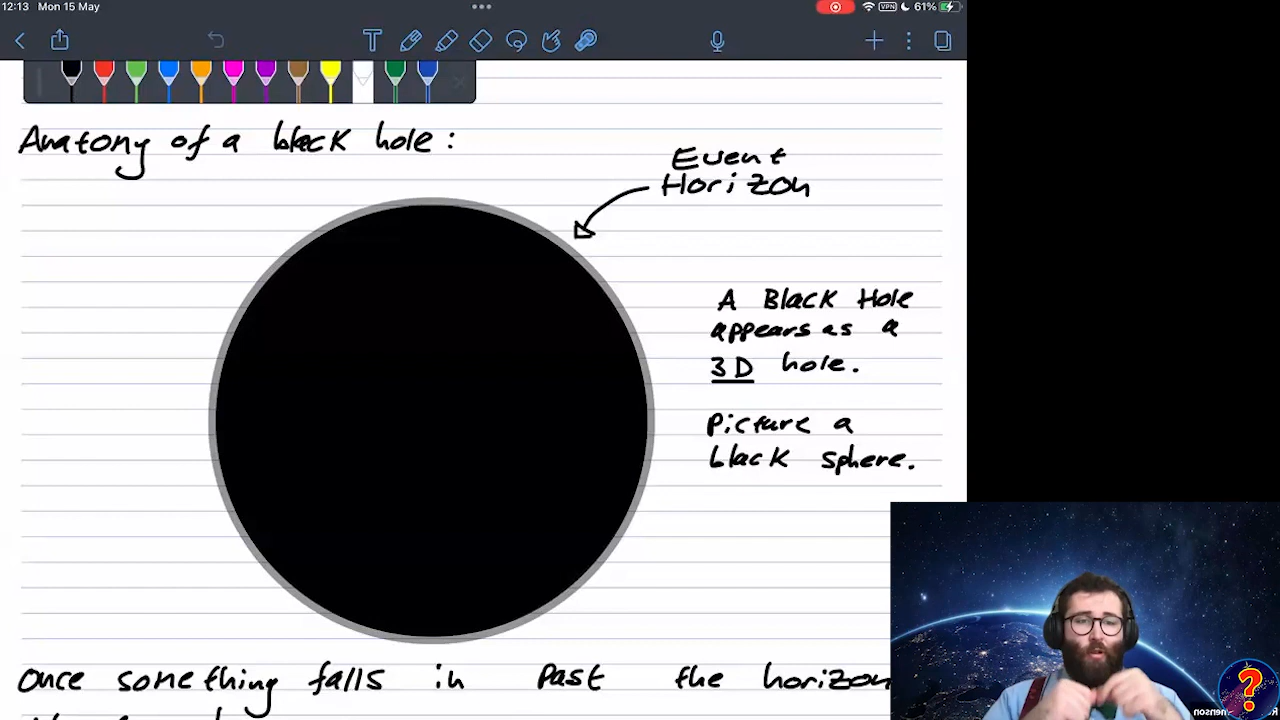 12:13 Mon 15 May
VPN 61%
T
Anatomy of a black hole:
Event
Horizon
A Black Hole
appears as a
3D hole.
Picture a
black sphere.
once something falls in past the horizon
?